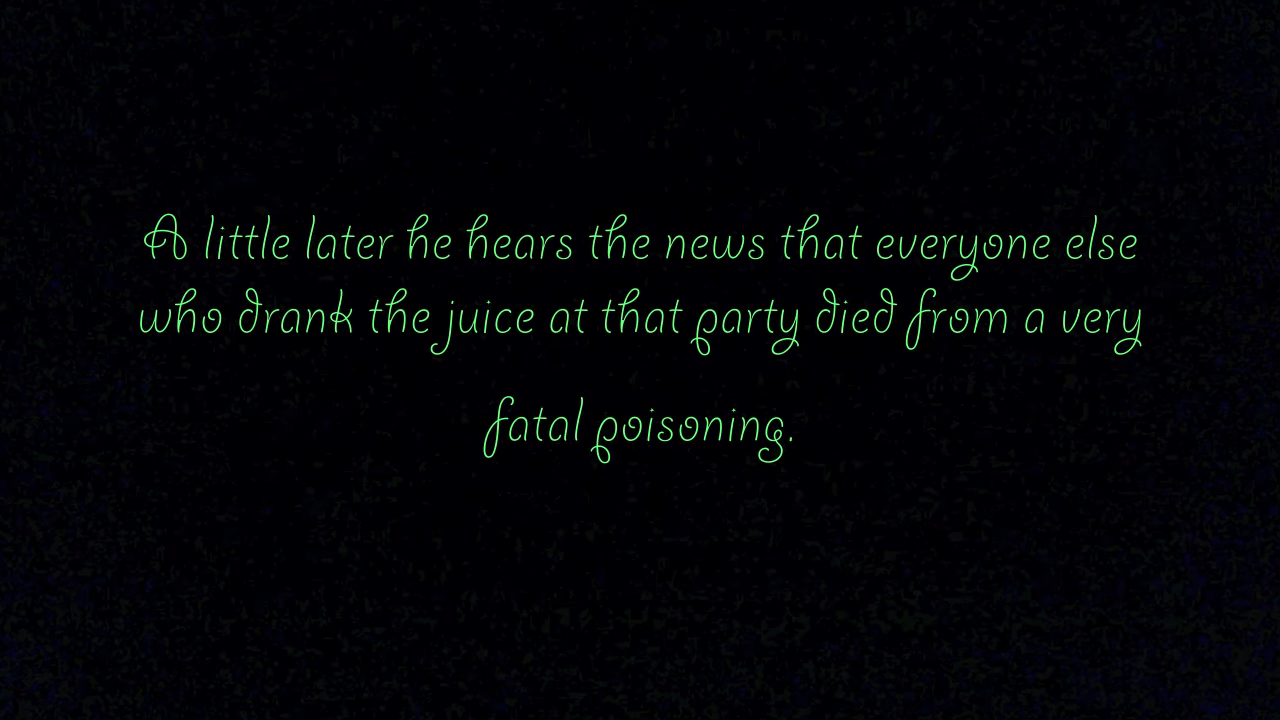 A little later he hears the news that everyone else
who drank the juice at that party died from a very
fatal poisoning.